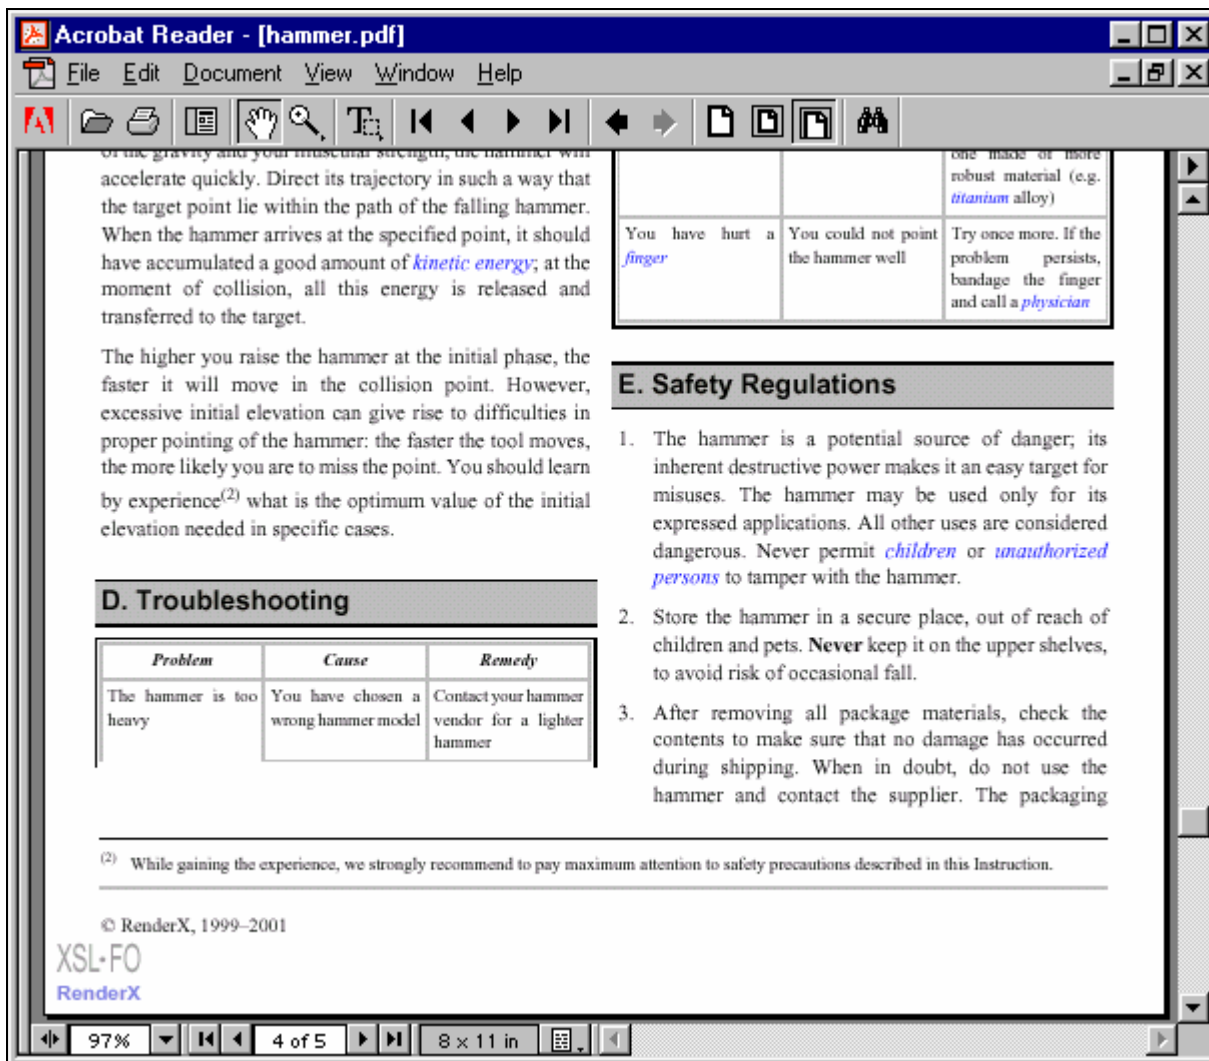 Acrobat Reader - [hammer.pdf]
File Edit Document View Window Help
of the gravity and your muscular strength, the hammer will
accelerate quickly. Direct its trajectory in such a way that
the target point lie within the path of the falling hammer.
When the hammer arrives at the specified point, it should
have accumulated a good amount of kinetic energy; at the
moment of collision, all this energy is released and
transferred to the target.
The higher you raise the hammer at the initial phase, the
faster it will move in the collision point. However,
excessive initial elevation can give rise to difficulties in
proper pointing of the hammer: the faster the tool moves,
the more likely you are to miss the point. You should learn
by experience(2) what is the optimum value of the initial
elevation needed in specific cases.
D. Troubleshooting
Problem Cause Remedy
The hammer is too You have chosen a Contact your hammer
heavy wrong hammer model vendor for a lighter
hammer
one made of more
robust material (e.g.
titanium alloy)
You have hurt a You could not point Try once more. If the
finger the hammer well problem persists,
bandage the finger
and call a physician
E. Safety Regulations
1. The hammer is a potential source of danger; its
inherent destructive power makes it an easy target for
misuses. The hammer may be used only for its
expressed applications. All other uses are considered
dangerous. Never permit children or unauthorized
persons to tamper with the hammer.
2. Store the hammer in a secure place, out of reach of
children and pets. Never keep it on the upper shelves,
to avoid risk of occasional fall.
3. After removing all package materials, check the
contents to make sure that no damage has occurred
during shipping. When in doubt, do not use the
hammer and contact the supplier. The packaging
(2) While gaining the experience, we strongly recommend to pay maximum attention to safety precautions described in this Instruction.
© RenderX, 1999–2001
XSL•FO
RenderX
97% 4 of 5 8 x 11 in